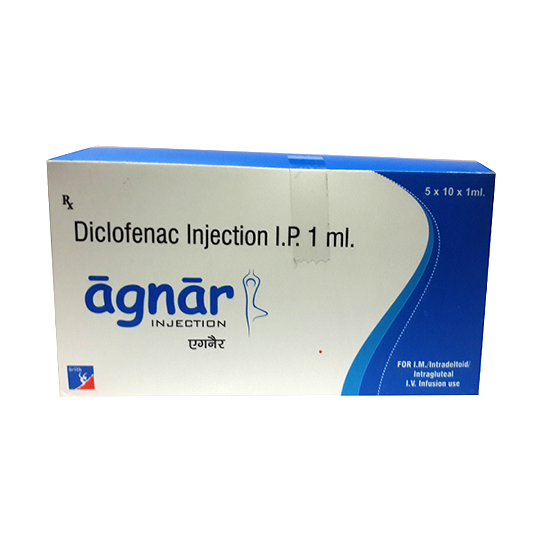 5 x 10 x 1ml.
Rx
Diclofenac Injection I.P. 1 ml.
āgnār
INJECTION
एगनैर
FOR I.M./Intradeltoid/
Intragluteal
I.V. Infusion use